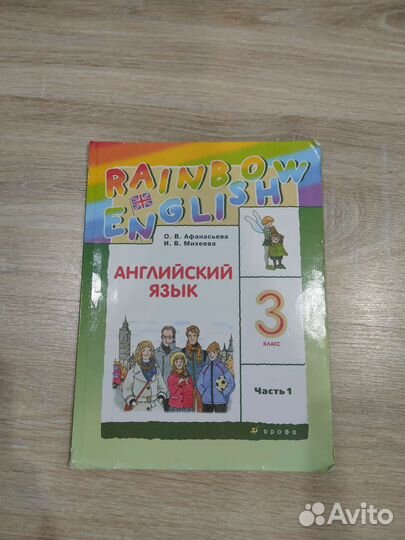 RAINBOW
ENGLISH
О. В. Афанасьева
И. В. Михеева
АНГЛИЙСКИЙ
ЯЗЫК
3
КЛАСС
Часть 1
дрофа
Avito